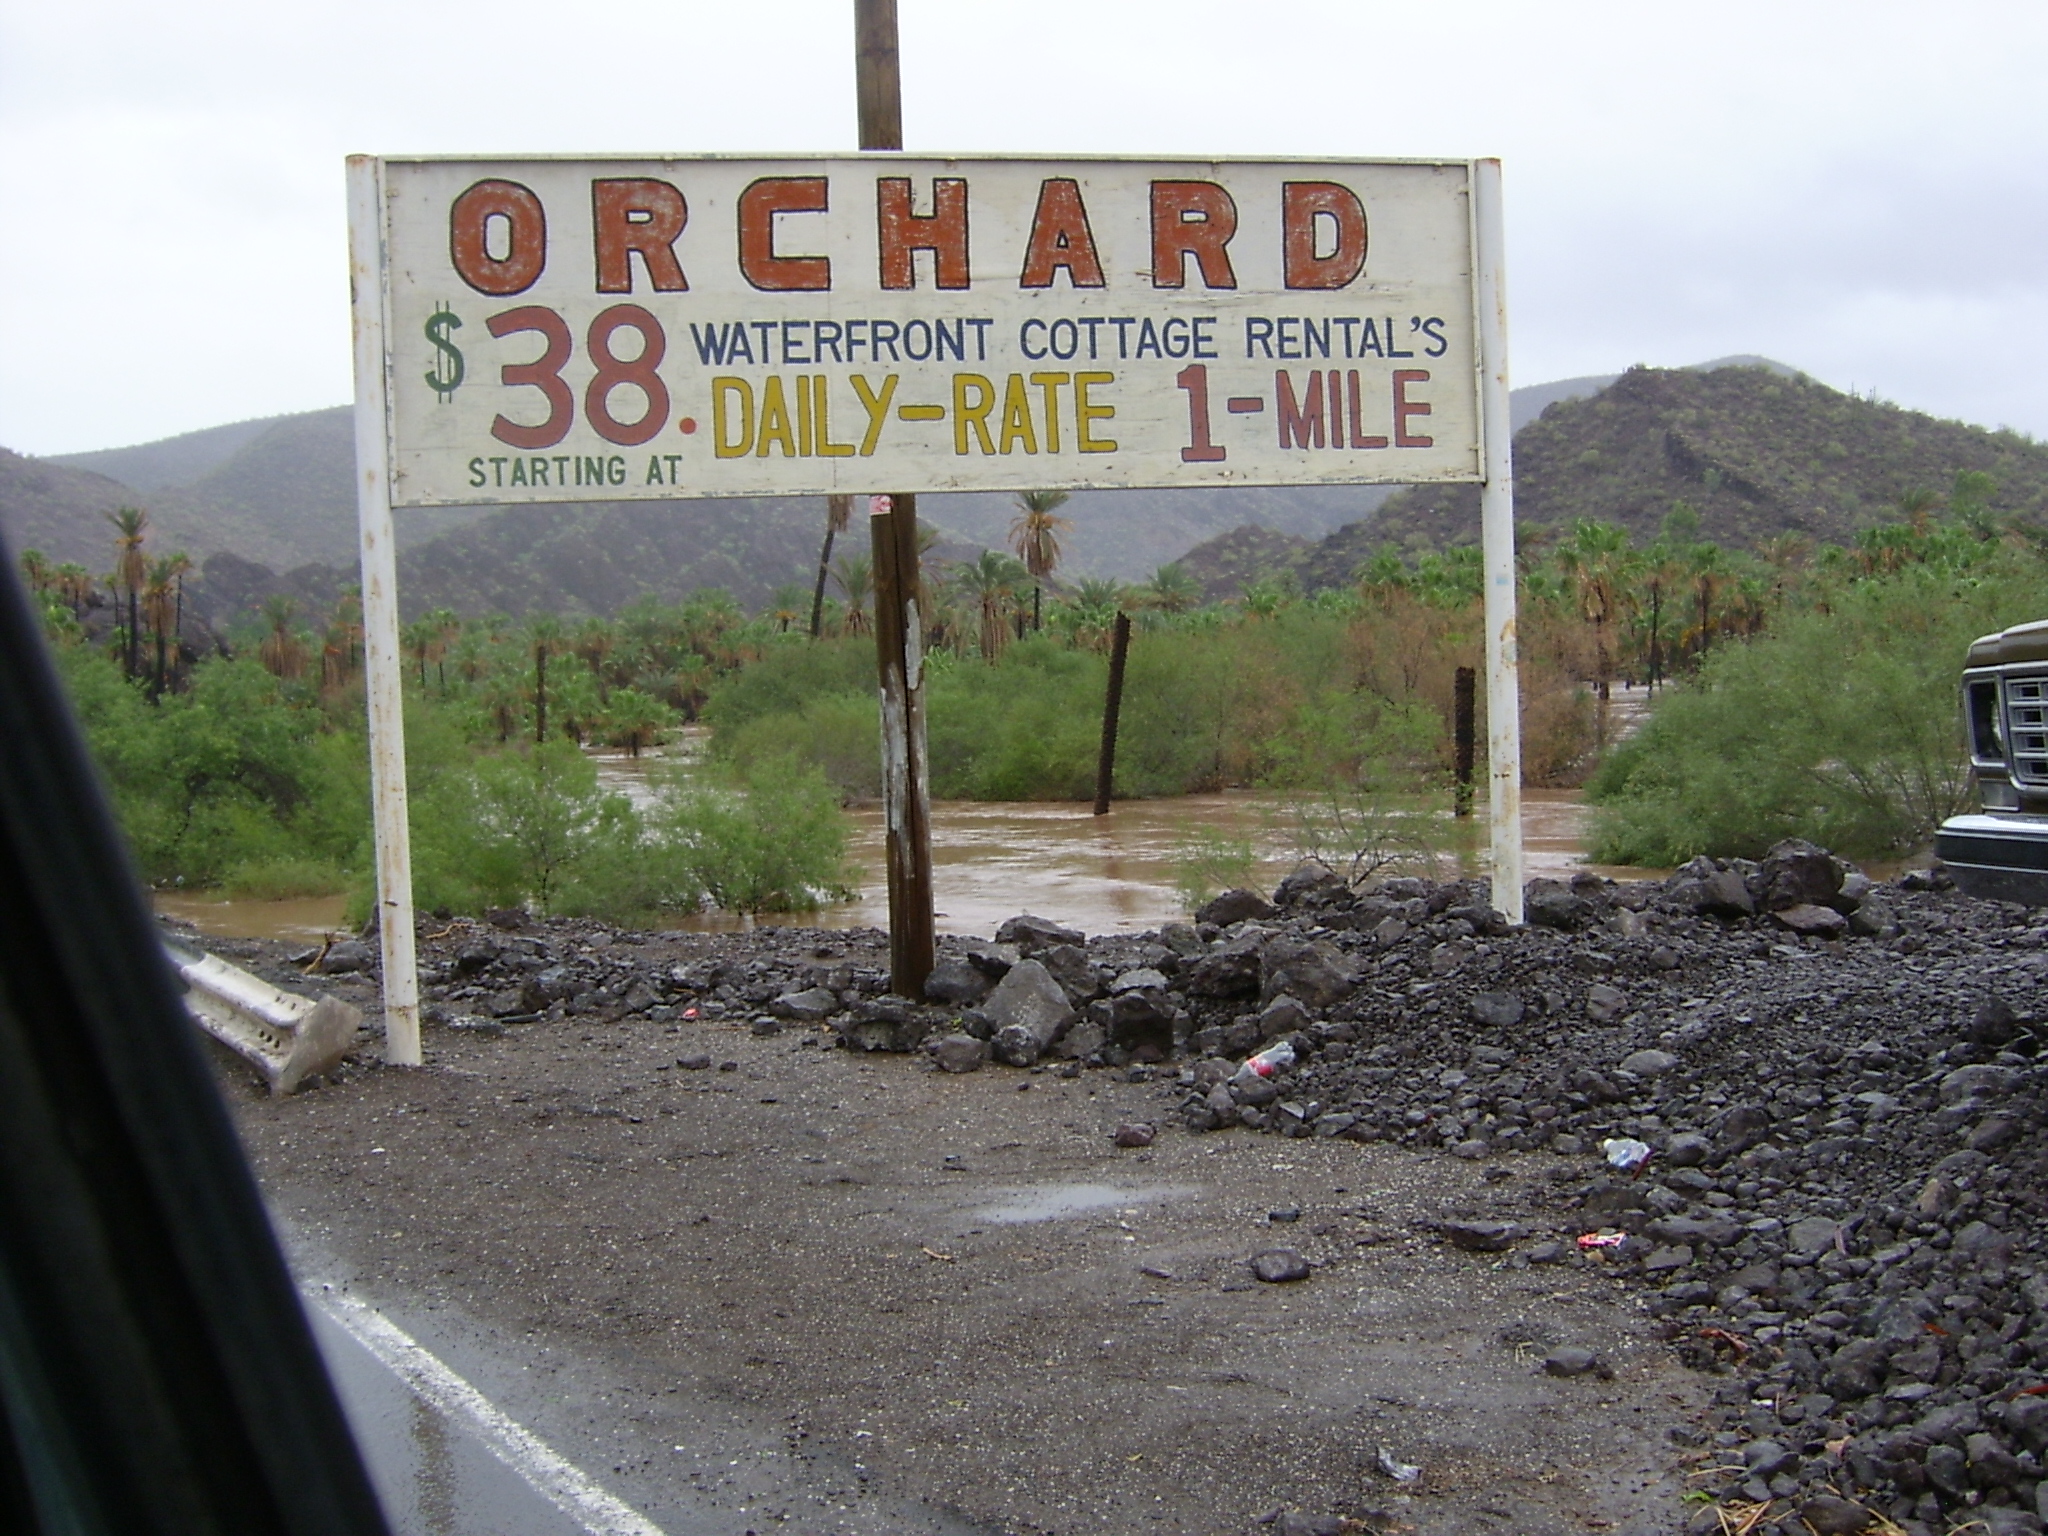 ORCHARD
$38. WATERFRONT COTTAGE RENTAL'S
DAILY-RATE 1-MILE
STARTING AT